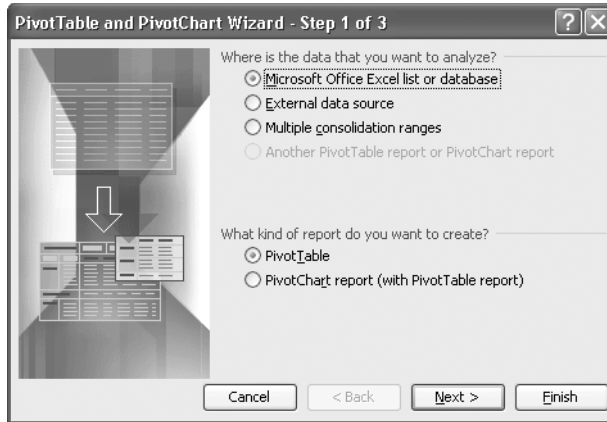 PivotTable and PivotChart Wizard - Step 1 of 3
Where is the data that you want to analyze?
Microsoft Office Excel list or database
External data source
Multiple consolidation ranges
Another PivotTable report or PivotChart report
What kind of report do you want to create?
PivotTable
PivotChart report (with PivotTable report)
Cancel < Back Next > Finish